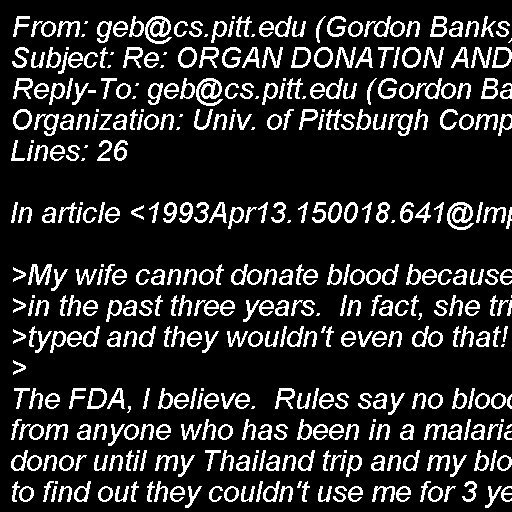 From: geb@cs.pitt.edu (Gordon Banks)
Subject: Re: ORGAN DONATION AND
Reply-To: geb@cs.pitt.edu (Gordon Ba
Organization: Univ. of Pittsburgh Comp
Lines: 26

In article <1993Apr13.150018.641@Imp

>My wife cannot donate blood because
>in the past three years.  In fact, she tri
>typed and they wouldn't even do that!
>
The FDA, I believe.  Rules say no blood
from anyone who has been in a malaria
donor until my Thailand trip and my blo
to find out they couldn't use me for 3 ye